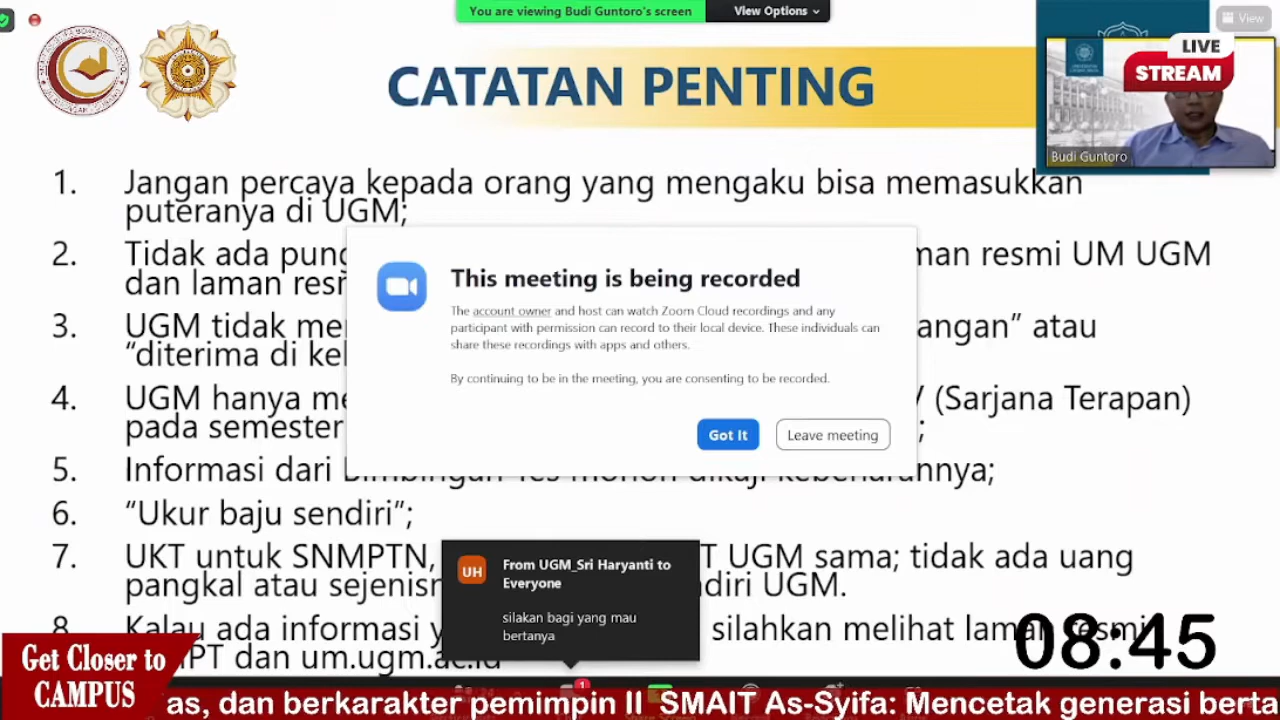 You are viewing Budi Guntoro's screen
View Options
View
CATATAN PENTING
LIVE
STREAM
Budi Guntoro
1. Jangan percaya kepada orang yang mengaku bisa memasukkan
puteranya di UGM;
2. Tidak ada man resmi UM UGM
dan laman
3. UGM tidak angan” atau
“diterima di
4. UGM hanya (Sarjana Terapan)
pada semester ;
5. Informasi dari Bimbingan Tes mohon dikaji kebenarannya;
6. “Ukur baju sendiri”;
7. UKT untuk SNMPTN, UGM sama; tidak ada uang
pangkal atau UGM.
8. Kalau ada informasi silahkan melihat laman resmi
dan um.ugm.ac.id
This meeting is being recorded
The account owner and host can watch Zoom Cloud recordings and any
participant with permission can record to their local device. These individuals can
share these recordings with apps and others.
By continuing to be in the meeting, you are consenting to be recorded.
Got It
Leave meeting
UH
From UGM_Sri Haryanti to
Everyone
silakan bagi yang mau
bertanya
1
08:45
Get Closer to
CAMPUS
as, dan berkarakter pemimpin II SMAIT As-Syifa: Mencetak generasi berta